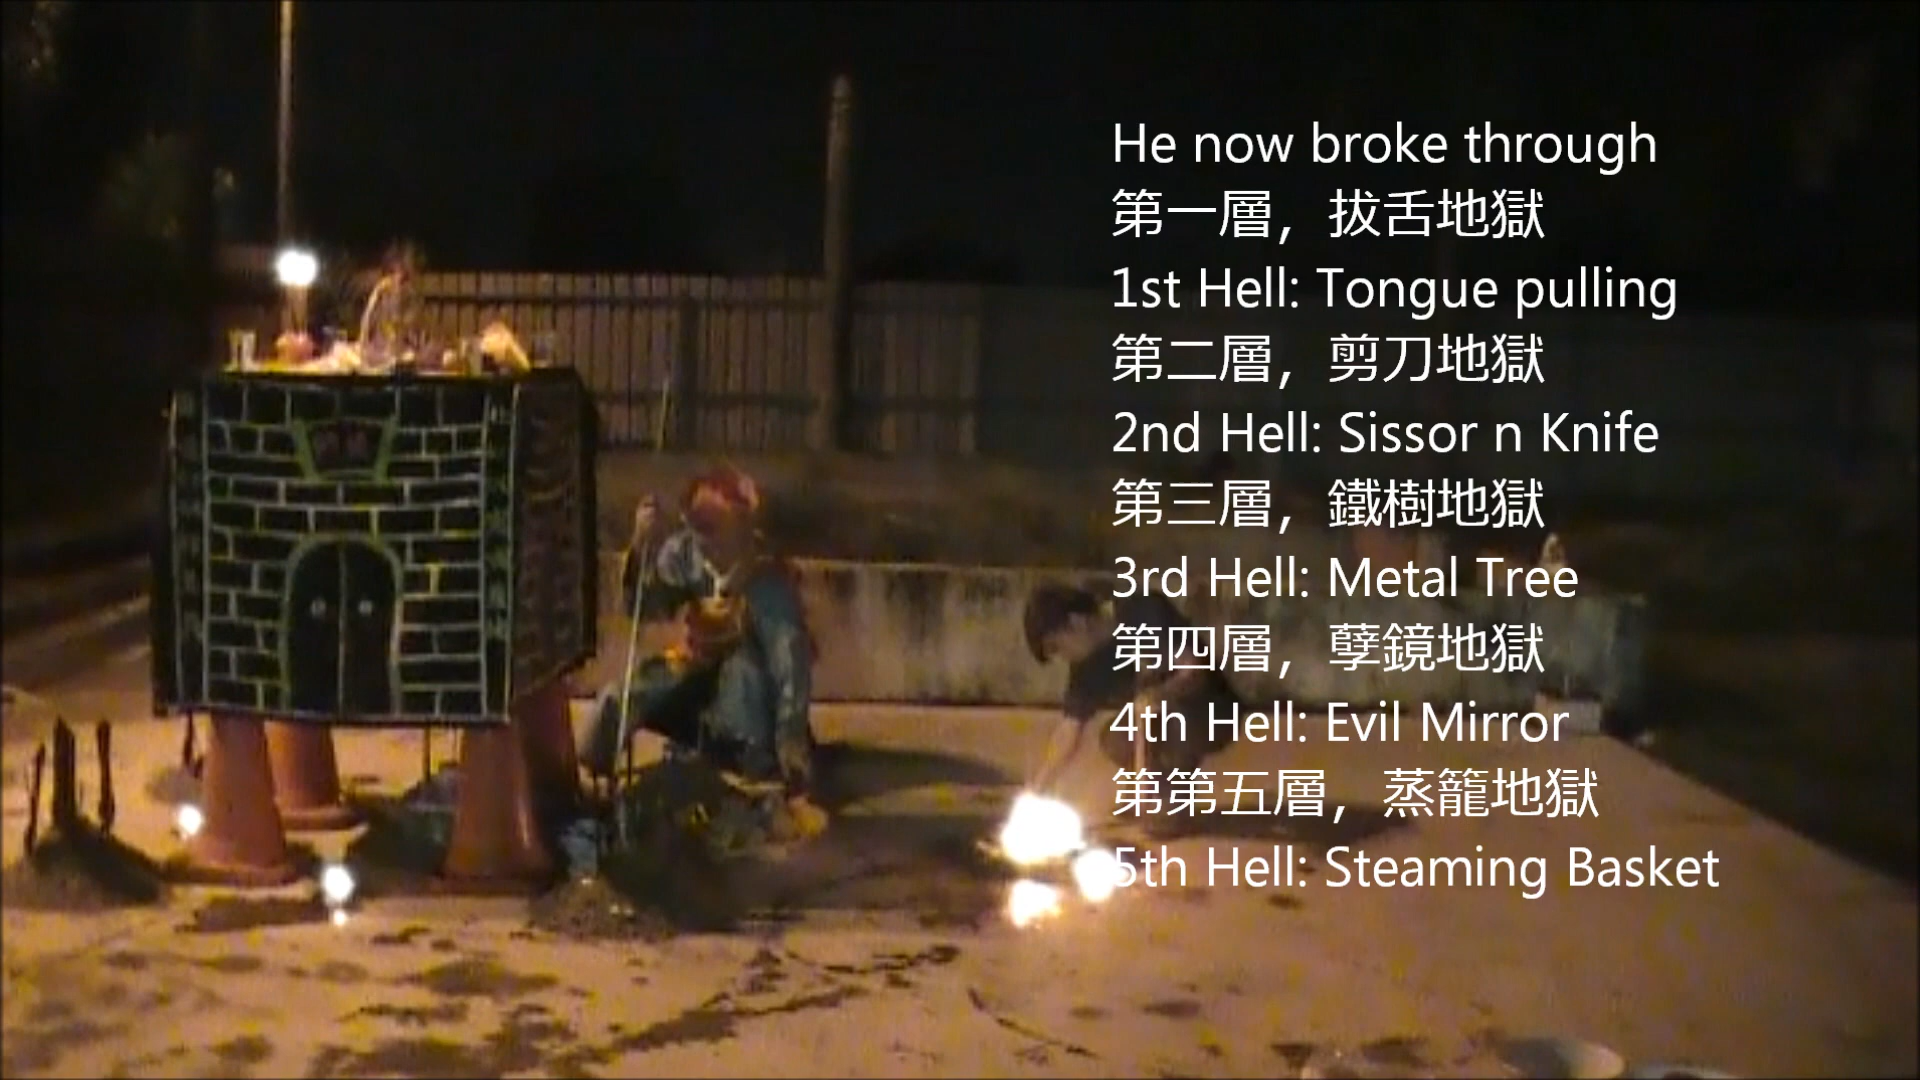 He now broke through
第一層，拔舌地獄
1st Hell: Tongue pulling
第二層，剪刀地獄
2nd Hell: Sissor n Knife
第三層，鐵樹地獄
3rd Hell: Metal Tree
第四層，孽鏡地獄
4th Hell: Evil Mirror
第第五層，蒸籠地獄
5th Hell: Steaming Basket